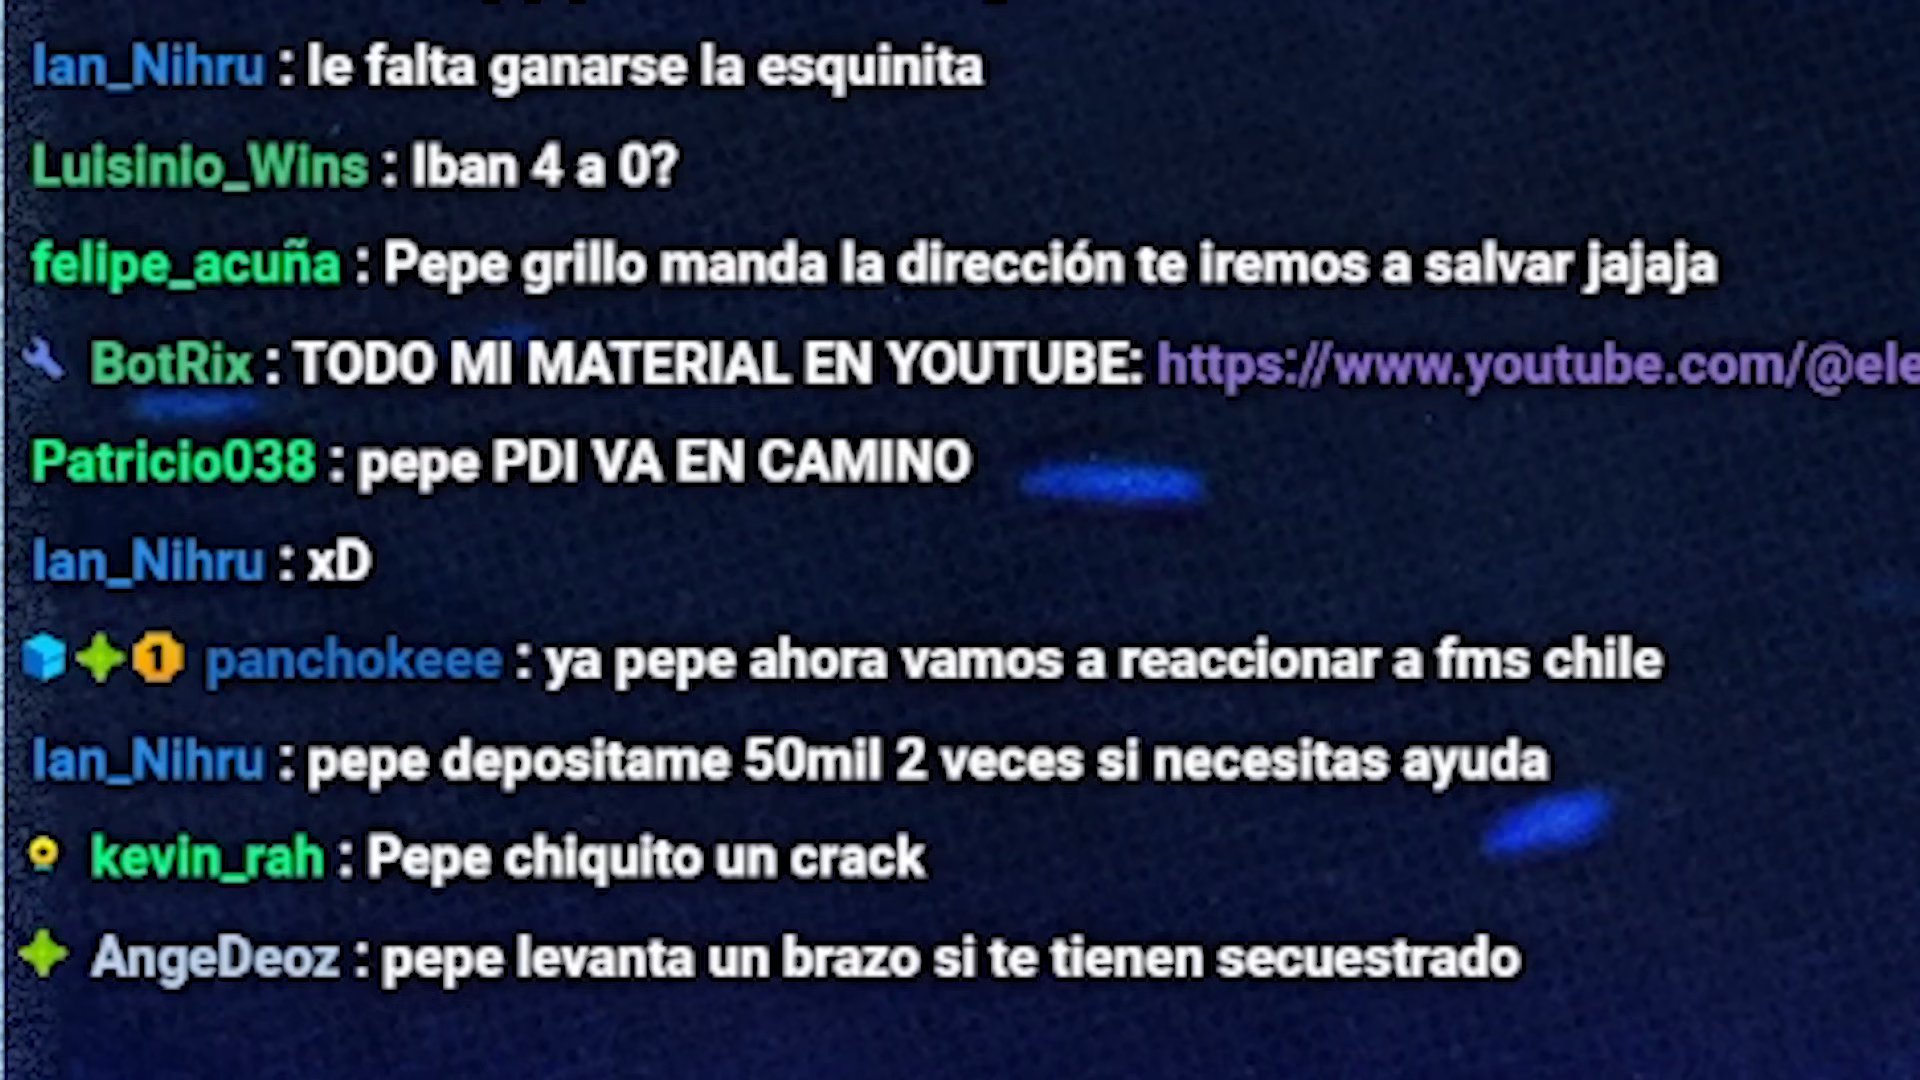 Ian_Nihru : le falta ganarse la esquinita
Luisinio_Wins : Iban 4 a 0?
felipe_acuña : Pepe grillo manda la dirección te iremos a salvar jajaja
BotRix : TODO MI MATERIAL EN YOUTUBE: https://www.youtube.com/@ele
Patricio038 : pepe PDI VA EN CAMINO
Ian_Nihru : xD
1 panchokeee : ya pepe ahora vamos a reaccionar a fms chile
Ian_Nihru : pepe depositame 50mil 2 veces si necesitas ayuda
kevin_rah : Pepe chiquito un crack
AngeDeoz : pepe levanta un brazo si te tienen secuestrado